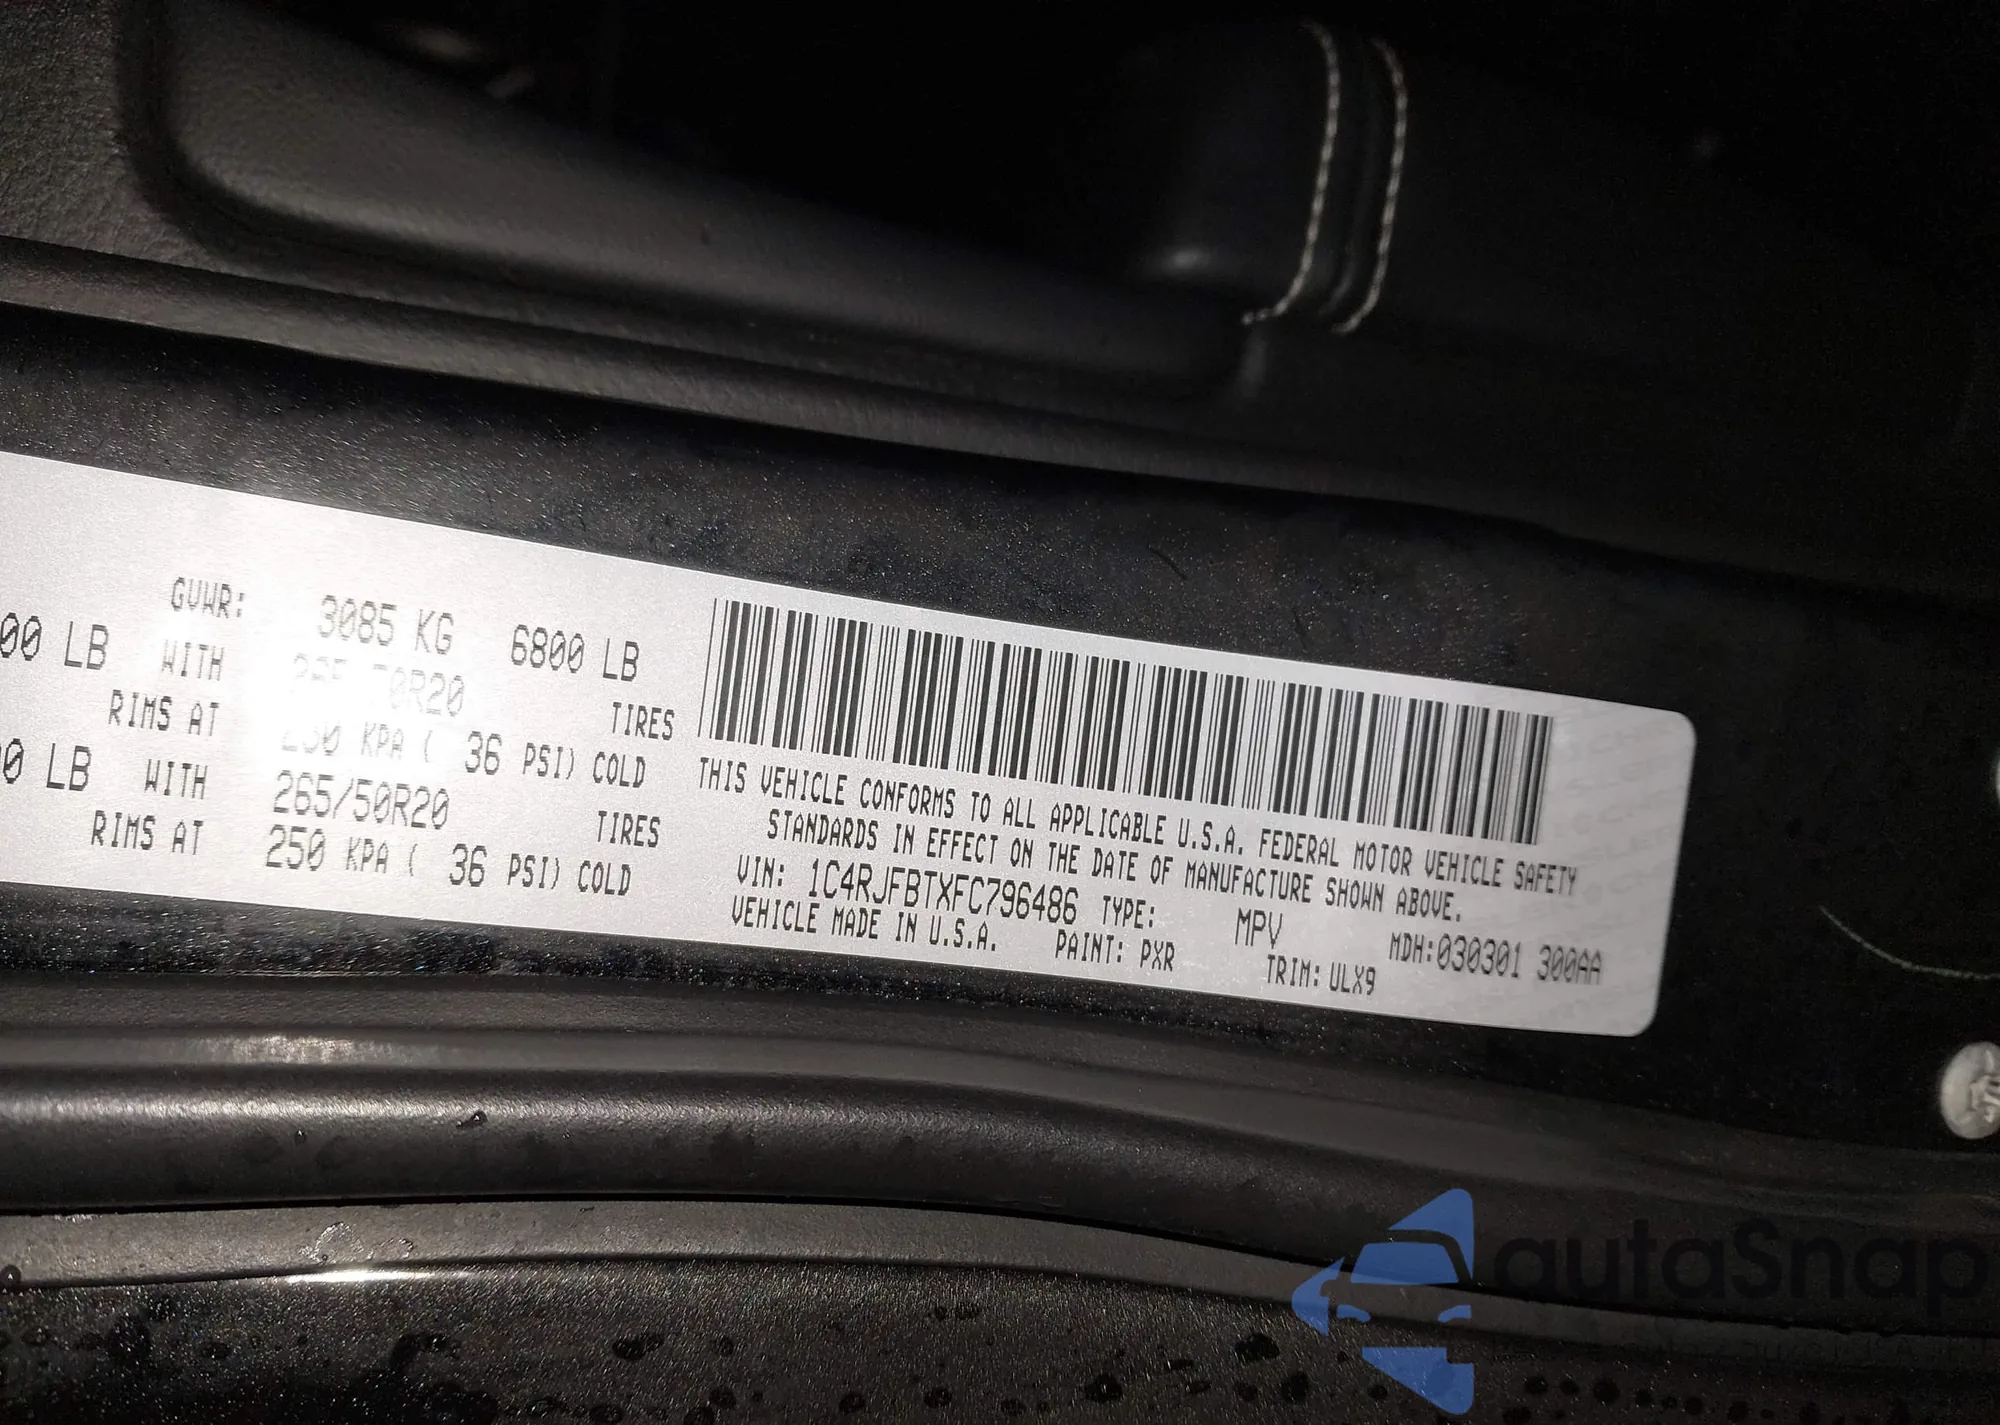 GVWR: 3085 KG 6800 LB
00 LB WITH 70R20 TIRES
RIMS AT KPA ( 36 PSI) COLD
0 LB WITH 265/50R20 TIRES
RIMS AT 250 KPA ( 36 PSI) COLD
THIS VEHICLE CONFORMS TO ALL APPLICABLE U.S.A. FEDERAL MOTOR VEHICLE SAFETY
STANDARDS IN EFFECT ON THE DATE OF MANUFACTURE SHOWN ABOVE.
VIN: 1C4RJFBTXFC796486 TYPE: MPV MDH:030301 300AA
VEHICLE MADE IN U.S.A. PAINT: PXR TRIM: ULX9
autaSnap